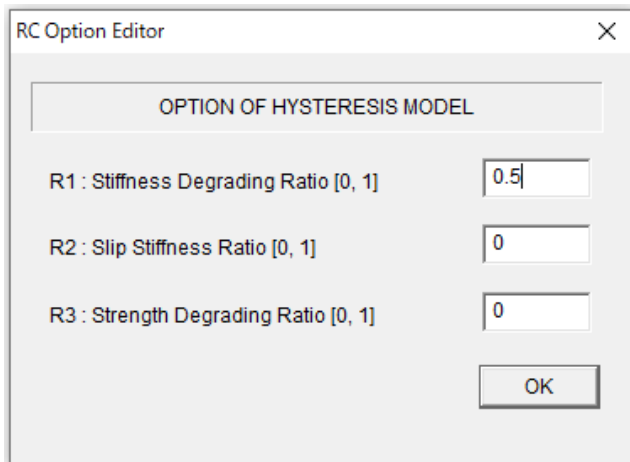 RC Option Editor
OPTION OF HYSTERESIS MODEL
R1 : Stiffness Degrading Ratio [0, 1] 0.5
R2 : Slip Stiffness Ratio [0, 1] 0
R3 : Strength Degrading Ratio [0, 1] 0
OK